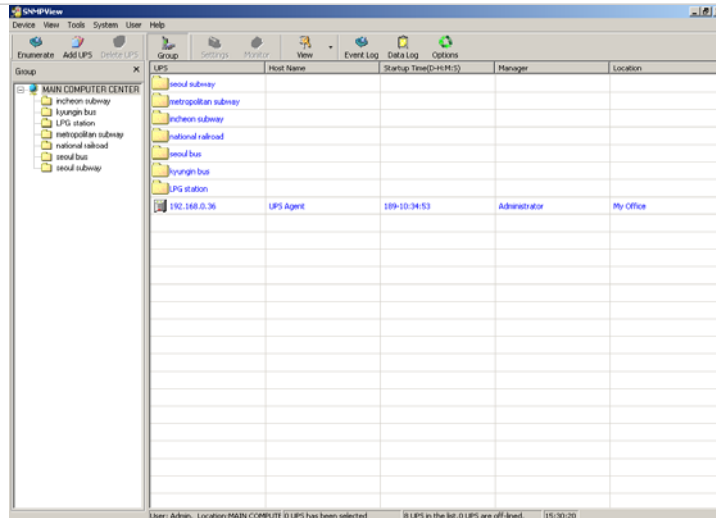 SNMPView
Device View Tools System User Help
Enumerate Add UPS Delete UPS Group Settings Monitor View Event Log Data Log Options
Group
UPS Host Name Startup Time(D-H:M:S) Manager Location
MAIN COMPUTER CENTER
incheon subway
kyungin bus
LPG station
metropolitan subway
national railroad
seoul bus
seoul subway
seoul subway
metropolitan subway
incheon subway
national railroad
seoul bus
kyungin bus
LPG station
192.168.0.36 UPS Agent 189-10:34:53 Administrator My Office
User: Admin. Location:MAIN COMPUTE 0 UPS has been selected 8 UPS in the list,0 UPS are off-lined. 15:30:20